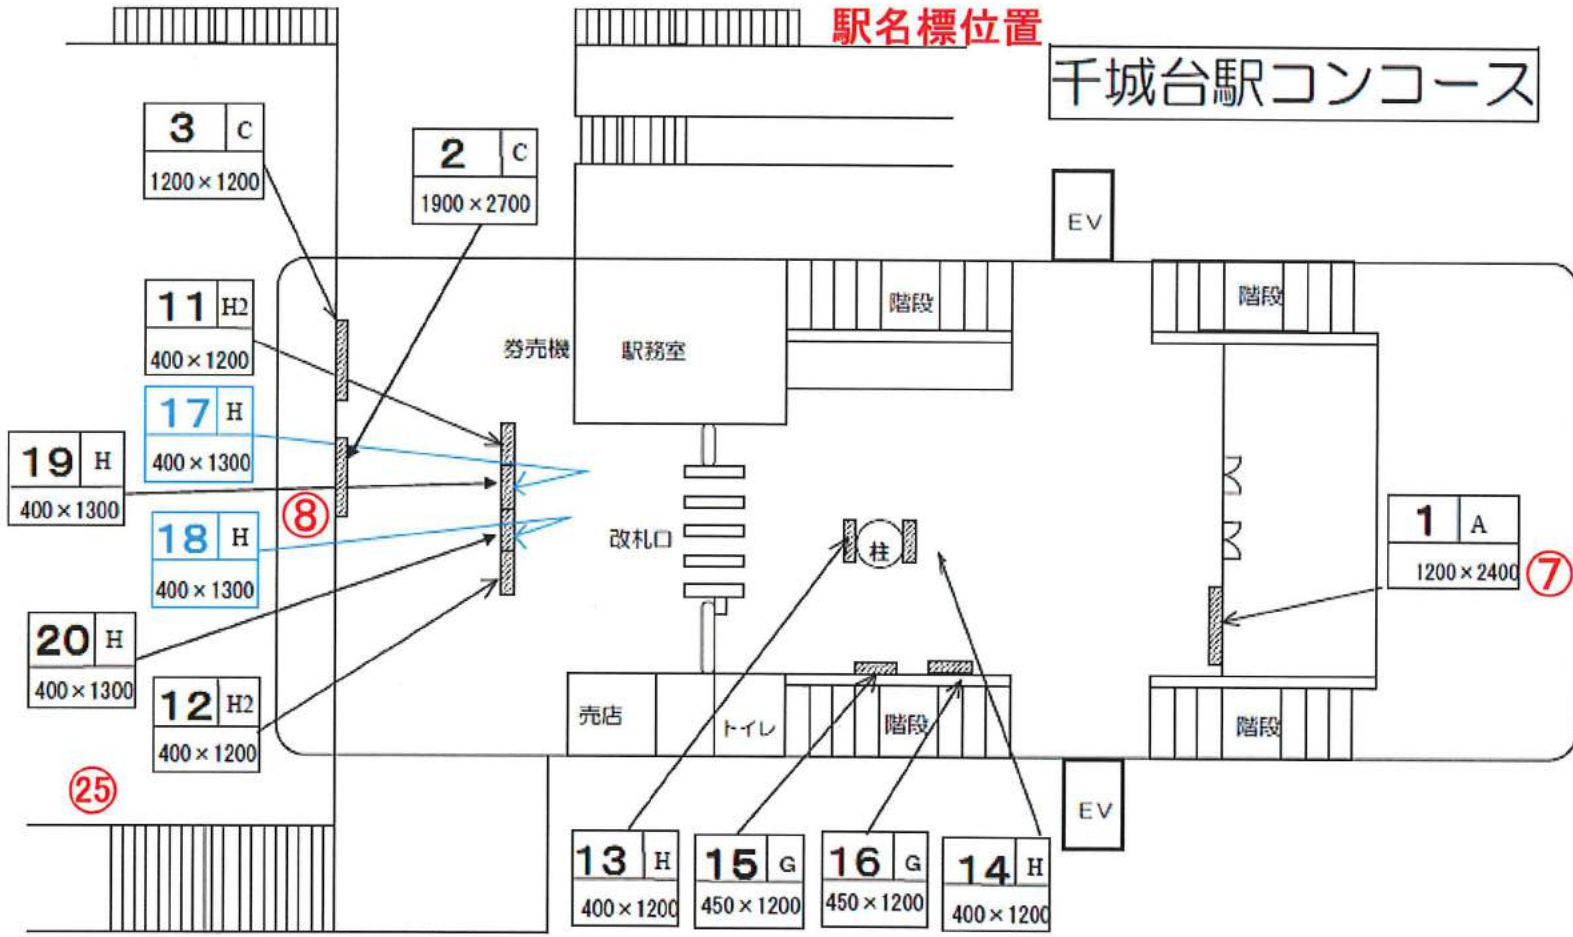 駅名標位置
千城台駅コンコース
3 C
1200×1200
2 C
1900×2700
EV
11 H2
400×1200
階段
階段
券売機
駅務室
17 H
400×1300
19 H
400×1300
⑧
18 H
400×1300
改札口
柱
1 A
1200×2400
⑦
20 H
400×1300
12 H2
400×1200
売店
トイレ
階段
階段
㉕
EV
13 H
400×1200
15 G
450×1200
16 G
450×1200
14 H
400×1200